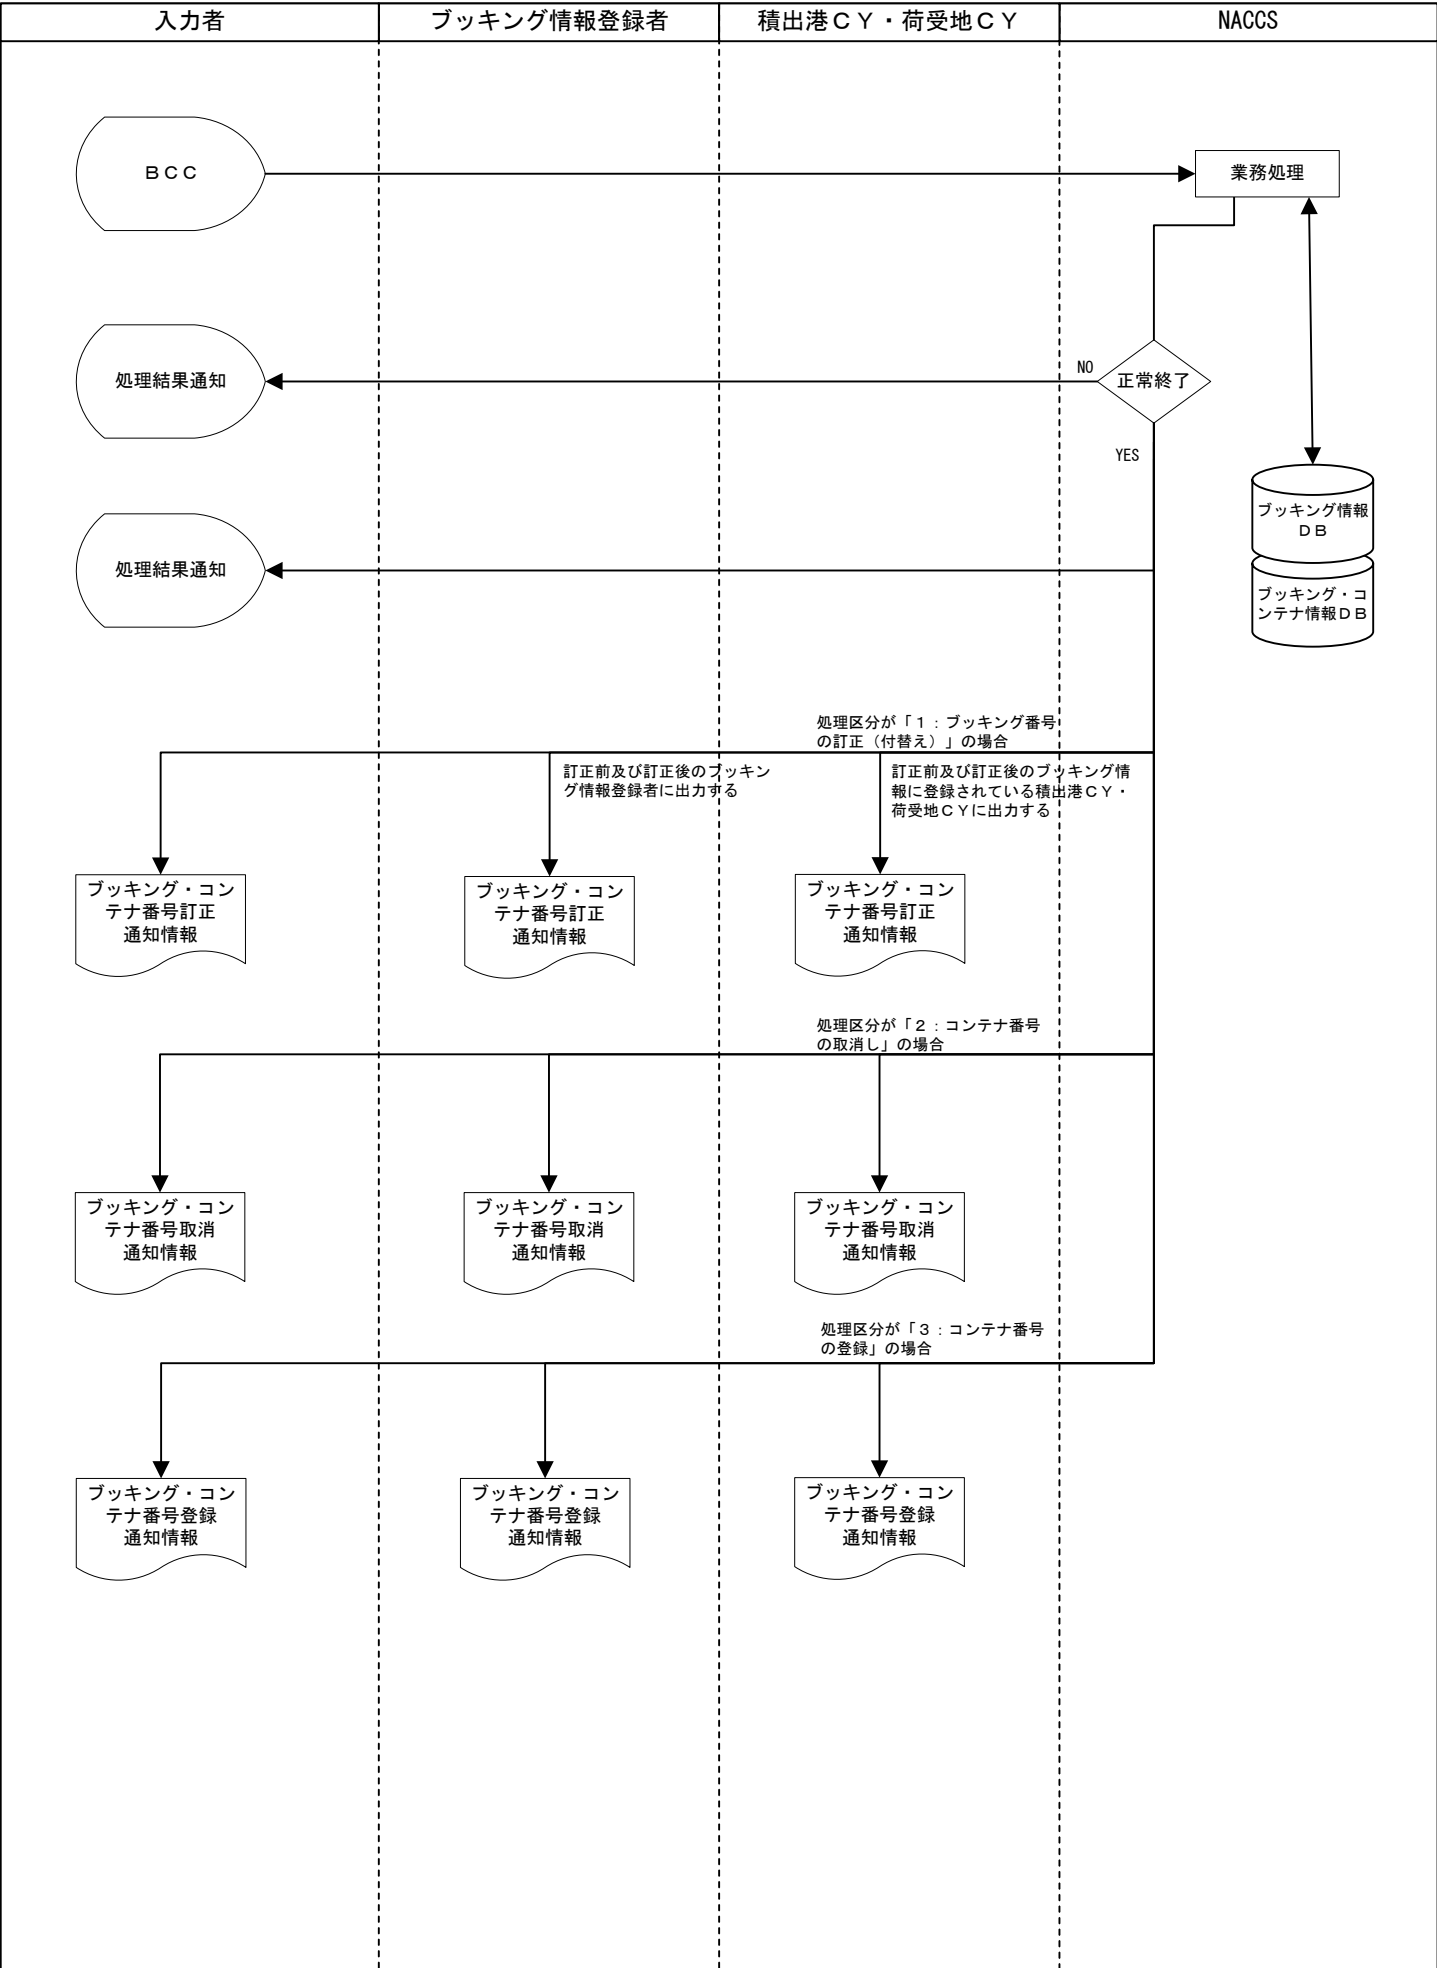 入力者
ブッキング情報登録者
積出港ＣＹ・荷受地ＣＹ
NACCS
ＢＣＣ
業務処理
処理結果通知
NO
正常終了
YES
ブッキング情報
ＤＢ
処理結果通知
ブッキング・コ
ンテナ情報ＤＢ
処理区分が「１：ブッキング番号
の訂正（付替え）」の場合
訂正前及び訂正後のブッキン
グ情報登録者に出力する
訂正前及び訂正後のブッキング情
報に登録されている積出港ＣＹ・
荷受地ＣＹに出力する
ブッキング・コン
テナ番号訂正
通知情報
ブッキング・コン
テナ番号訂正
通知情報
ブッキング・コン
テナ番号訂正
通知情報
処理区分が「２：コンテナ番号
の取消し」の場合
ブッキング・コン
テナ番号取消
通知情報
ブッキング・コン
テナ番号取消
通知情報
ブッキング・コン
テナ番号取消
通知情報
処理区分が「３：コンテナ番号
の登録」の場合
ブッキング・コン
テナ番号登録
通知情報
ブッキング・コン
テナ番号登録
通知情報
ブッキング・コン
テナ番号登録
通知情報